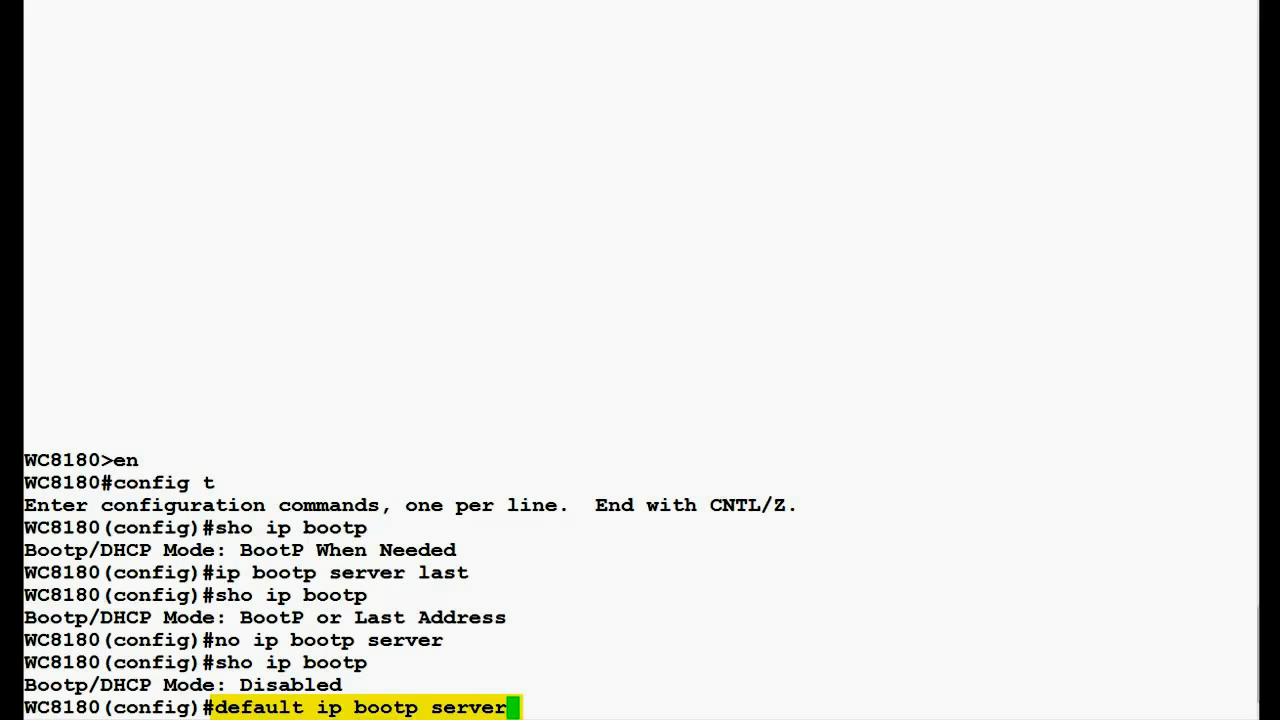 WC8180>en
WC8180#config t
Enter configuration commands, one per line.  End with CNTL/Z.
WC8180(config)#sho ip bootp
Bootp/DHCP Mode: BootP When Needed
WC8180(config)#ip bootp server last
WC8180(config)#sho ip bootp
Bootp/DHCP Mode: BootP or Last Address
WC8180(config)#no ip bootp server
WC8180(config)#sho ip bootp
Bootp/DHCP Mode: Disabled
WC8180(config)#default ip bootp server